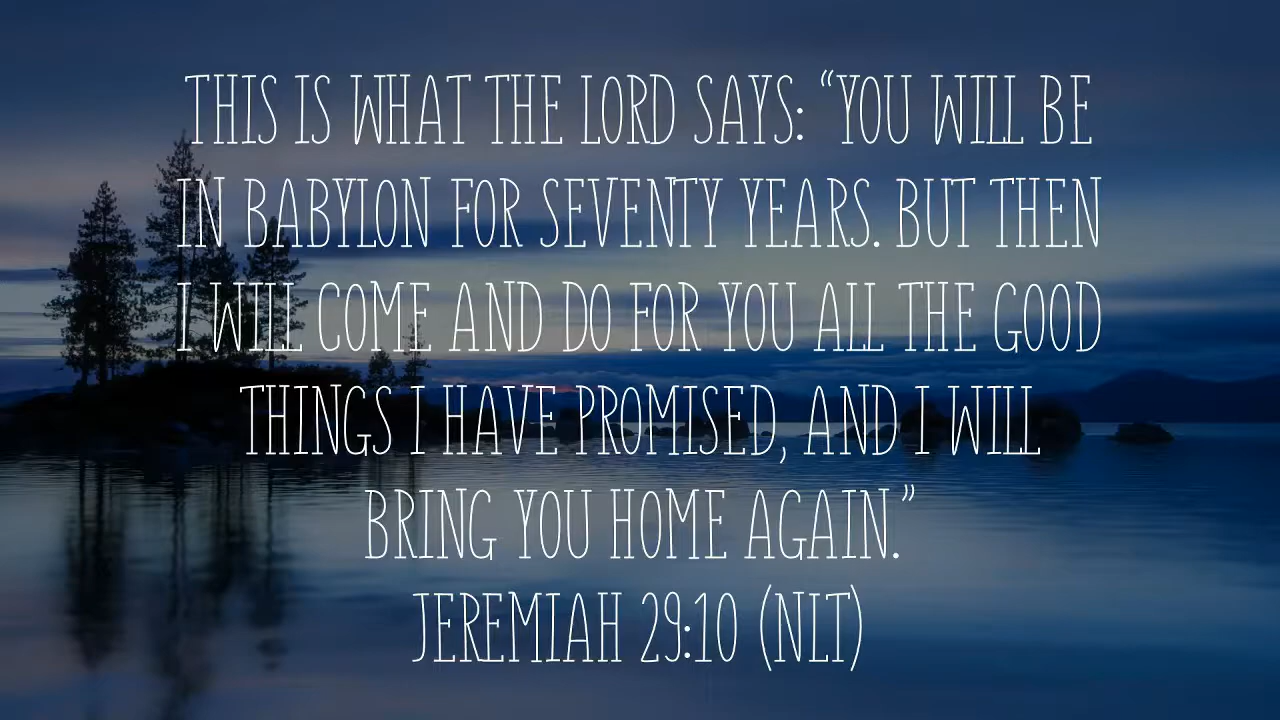 THIS IS WHAT THE LORD SAYS: “YOU WILL BE
IN BABYLON FOR SEVENTY YEARS. BUT THEN
I WILL COME AND DO FOR YOU ALL THE GOOD
THINGS I HAVE PROMISED, AND I WILL
BRING YOU HOME AGAIN.”
JEREMIAH 29:10 (NLT)